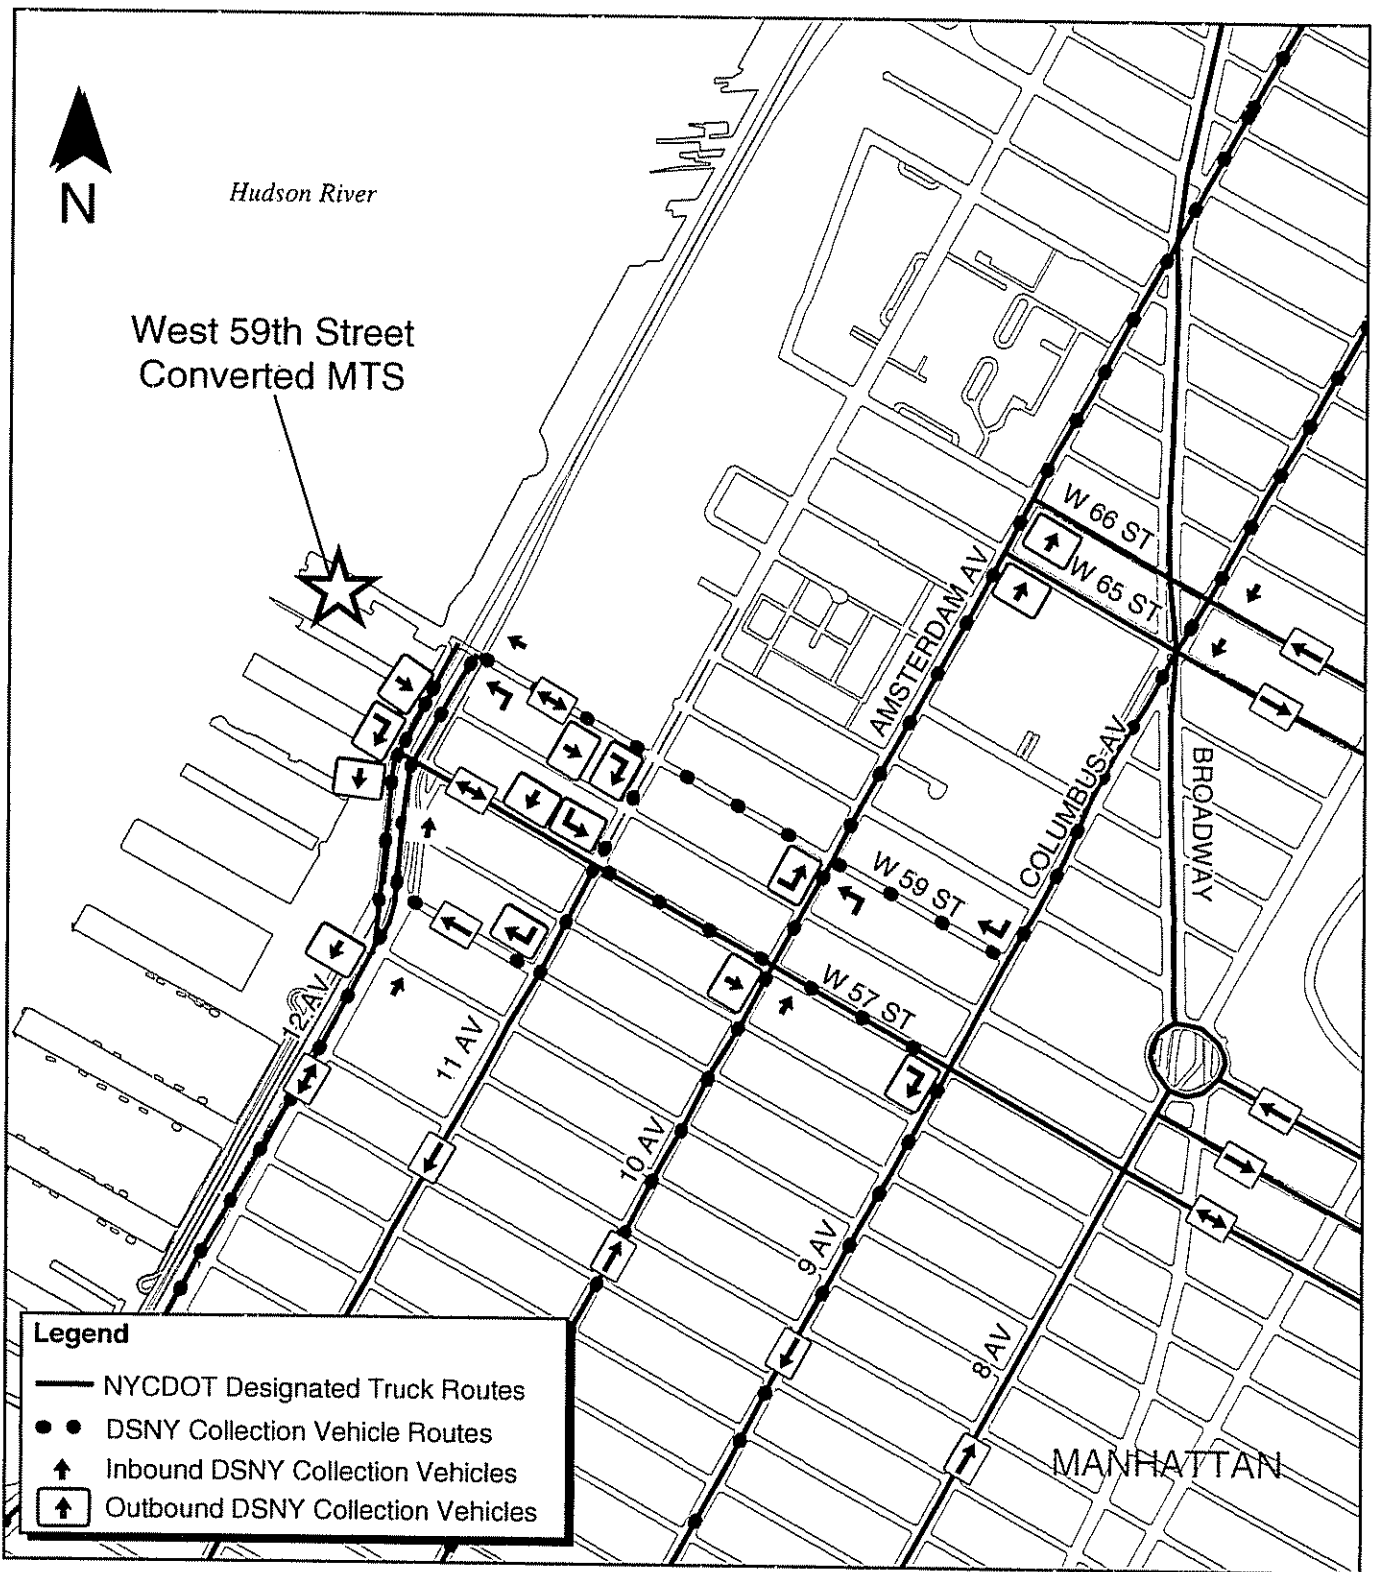 N
Hudson River
West 59th Street
Converted MTS
W 66 ST
W 65 ST
AMSTERDAM AV
COLUMBUS AV
BROADWAY
W 59 ST
W 57 ST
12 AV
11 AV
10 AV
9 AV
8 AV
MANHATTAN
Legend
NYCDOT Designated Truck Routes
DSNY Collection Vehicle Routes
Inbound DSNY Collection Vehicles
Outbound DSNY Collection Vehicles